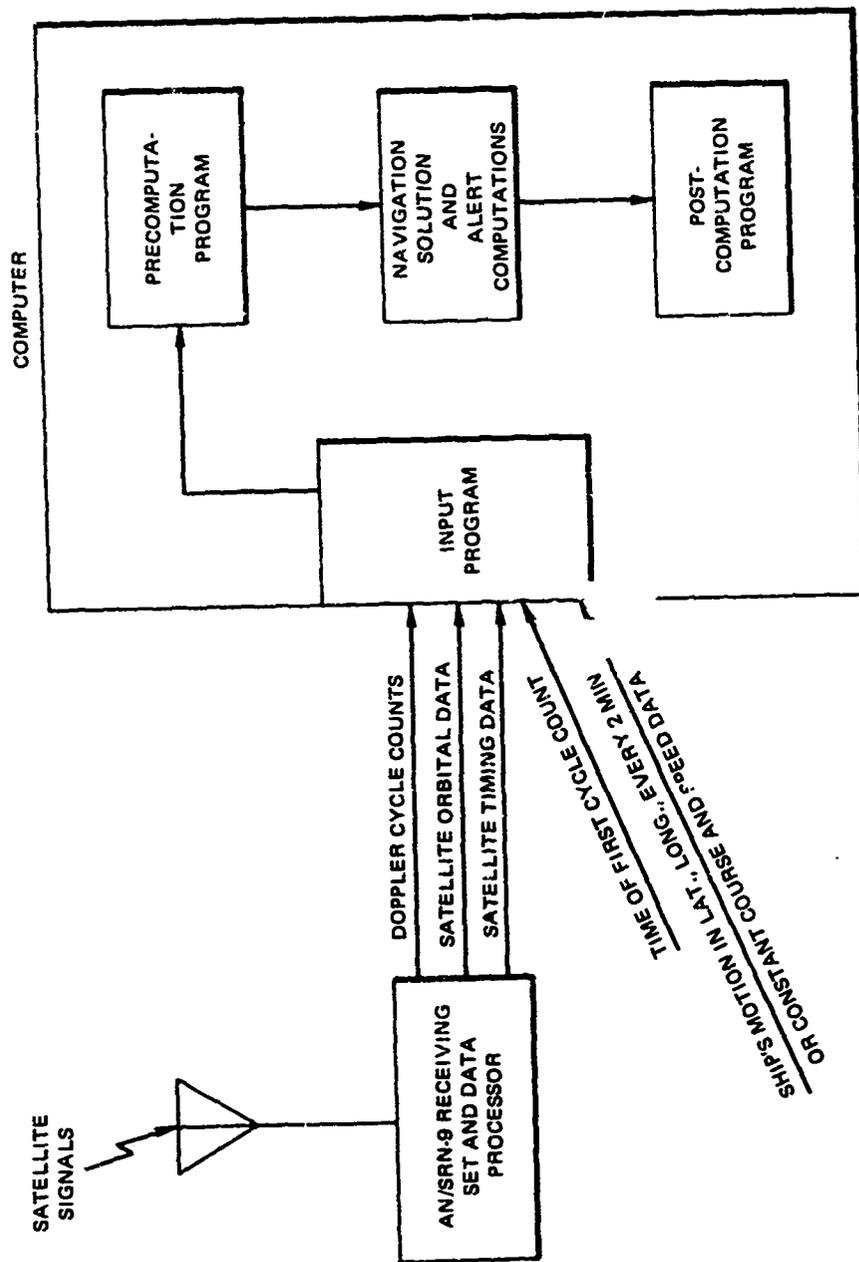 SATELLITE
SIGNALS
AN/SRN-9 RECEIVING
SET AND DATA
PROCESSOR
DOPPLER CYCLE COUNTS
SATELLITE ORBITAL DATA
SATELLITE TIMING DATA
TIME OF FIRST CYCLE COUNT
SHIP'S MOTION IN LAT., LONG., EVERY 2 MIN
OR CONSTANT COURSE AND SPEED DATA
COMPUTER
INPUT
PROGRAM
PRECOMPUTA-
TION
PROGRAM
NAVIGATION
SOLUTION
AND
ALERT
COMPUTATIONS
POST-
COMPUTATION
PROGRAM